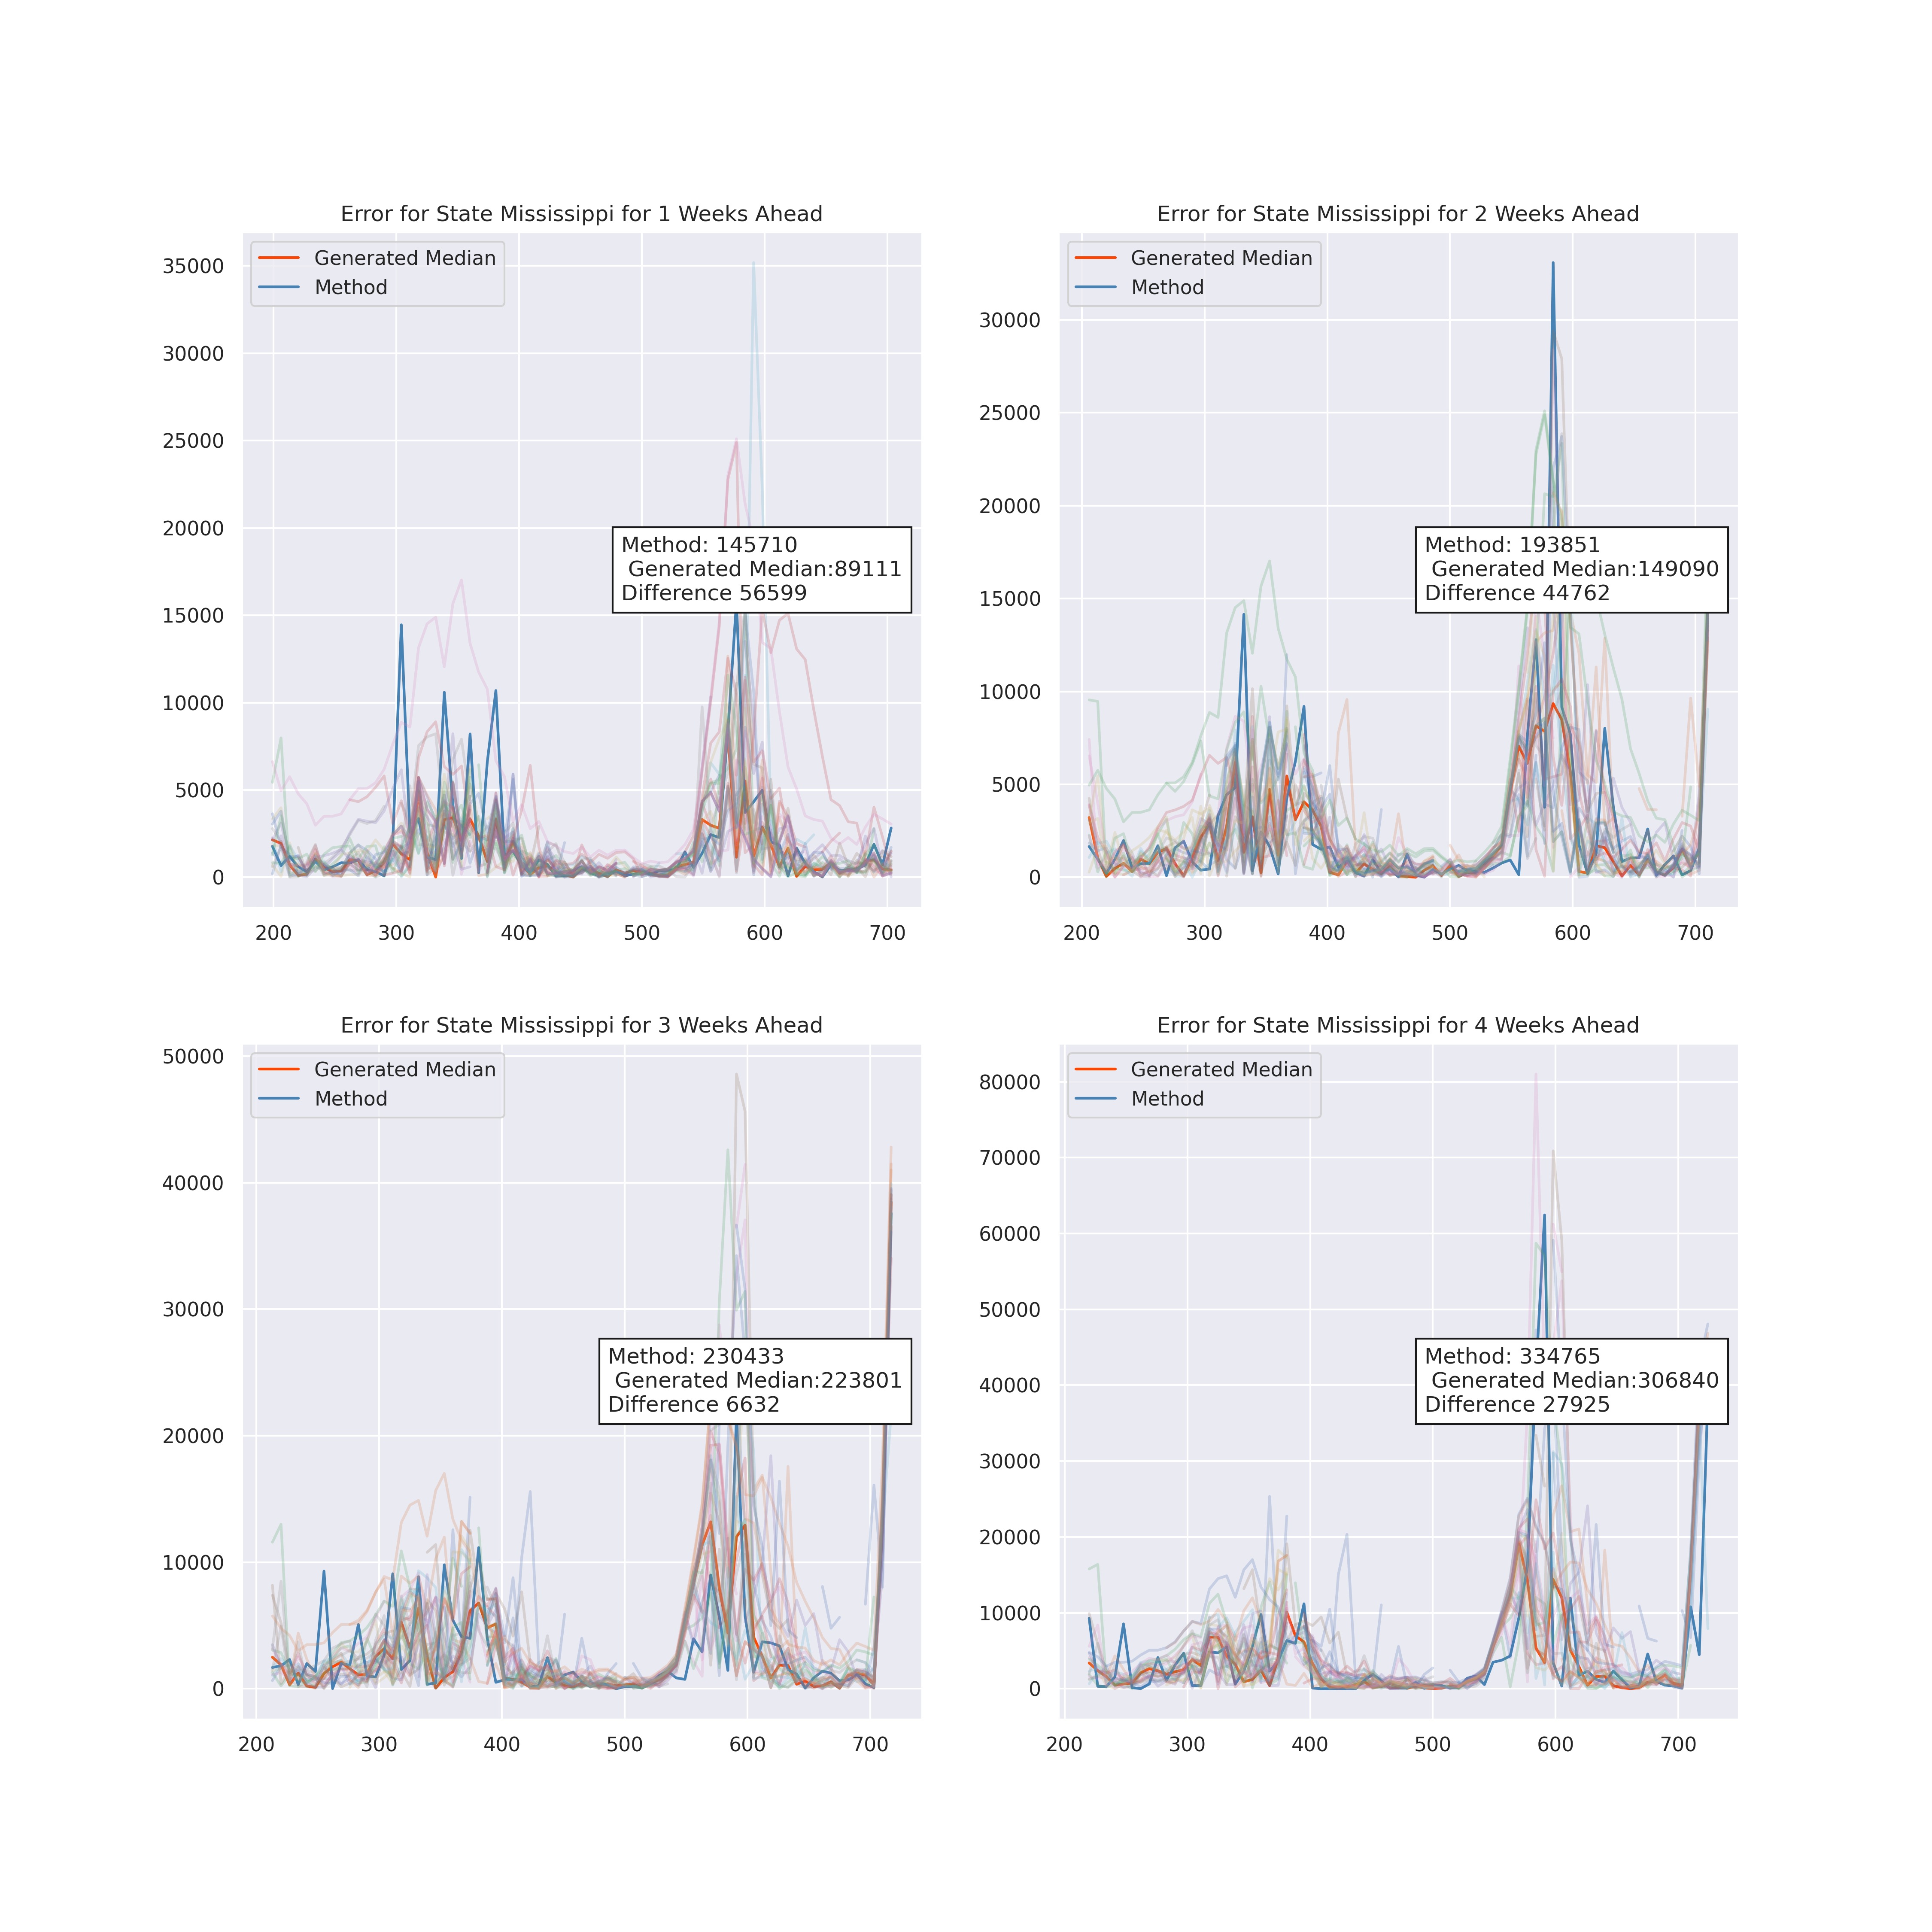 Error for State Mississippi for 1 Weeks Ahead
Generated Median
Method
35000
30000
25000
20000
15000
10000
5000
0
Method: 145710
Generated Median:89111
Difference 56599
200 300 400 500 600 700
Error for State Mississippi for 2 Weeks Ahead
Generated Median
Method
30000
25000
20000
15000
10000
5000
0
Method: 193851
Generated Median:149090
Difference 44762
200 300 400 500 600 700
Error for State Mississippi for 3 Weeks Ahead
Generated Median
Method
50000
40000
30000
20000
10000
0
Method: 230433
Generated Median:223801
Difference 6632
200 300 400 500 600 700
Error for State Mississippi for 4 Weeks Ahead
Generated Median
Method
80000
70000
60000
50000
40000
30000
20000
10000
0
Method: 334765
Generated Median:306840
Difference 27925
200 300 400 500 600 700